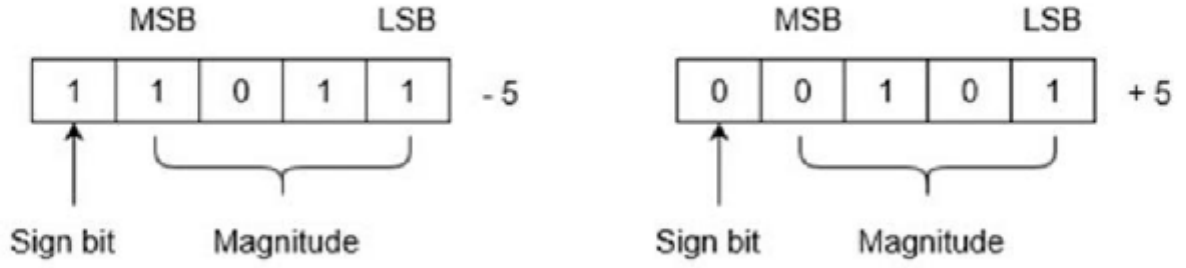 MSB LSB
1 1 0 1 1 - 5
Sign bit Magnitude
MSB LSB
0 0 1 0 1 + 5
Sign bit Magnitude